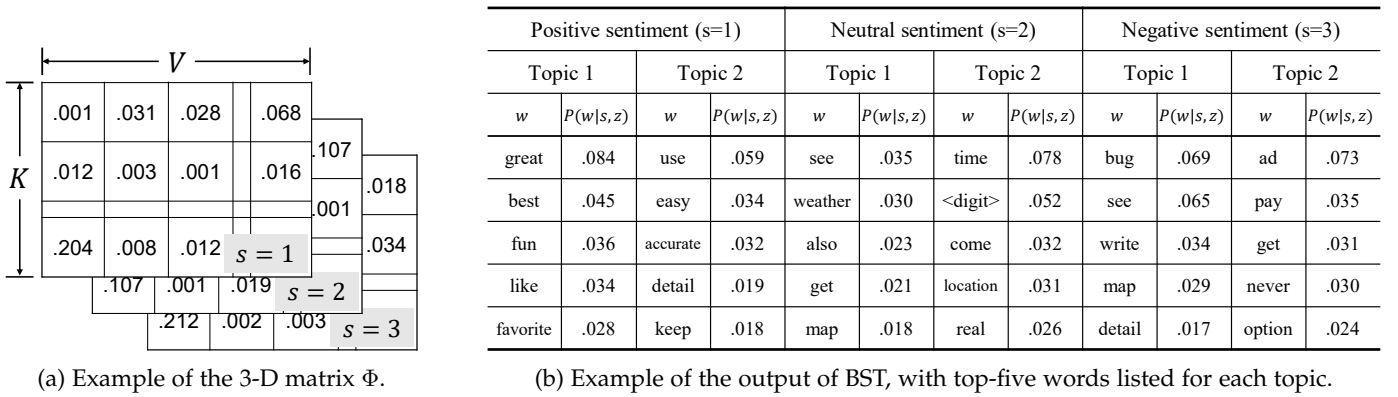 V
K
.001 .031 .028 .068
.012 .003 .001 .016
.204 .008 .012 s = 1
.107
.001
.107 .001 .019 s = 2
.018
.034
.212 .002 .003 s = 3
(a) Example of the 3-D matrix Φ.
Positive sentiment (s=1) Neutral sentiment (s=2) Negative sentiment (s=3)
Topic 1 Topic 2 Topic 1 Topic 2 Topic 1 Topic 2
w P(w|s,z) w P(w|s,z) w P(w|s,z) w P(w|s,z) w P(w|s,z) w P(w|s,z)
great .084 use .059 see .035 time .078 bug .069 ad .073
best .045 easy .034 weather .030 <digit> .052 see .065 pay .035
fun .036 accurate .032 also .023 come .032 write .034 get .031
like .034 detail .019 get .021 location .031 map .029 never .030
favorite .028 keep .018 map .018 real .026 detail .017 option .024
(b) Example of the output of BST, with top-five words listed for each topic.